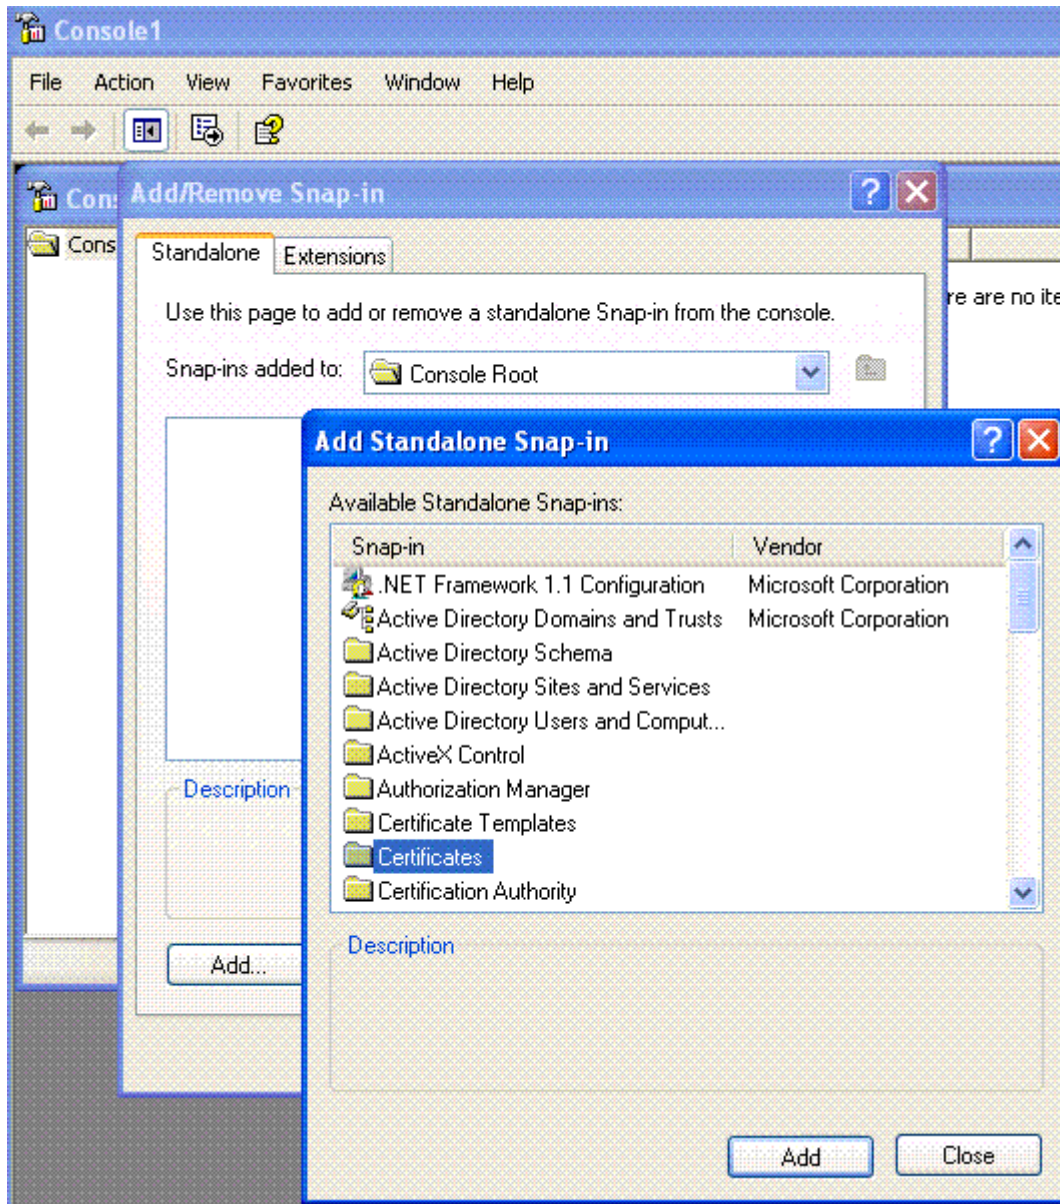 Console1
File Action View Favorites Window Help
Add/Remove Snap-in
Standalone Extensions
Use this page to add or remove a standalone Snap-in from the console.
Snap-ins added to: Console Root
Add Standalone Snap-in
Available Standalone Snap-ins:
Snap-in Vendor
.NET Framework 1.1 Configuration Microsoft Corporation
Active Directory Domains and Trusts Microsoft Corporation
Active Directory Schema
Active Directory Sites and Services
Active Directory Users and Comput...
ActiveX Control
Authorization Manager
Certificate Templates
Certificates
Certification Authority
Description
Description
Add...
Add Close